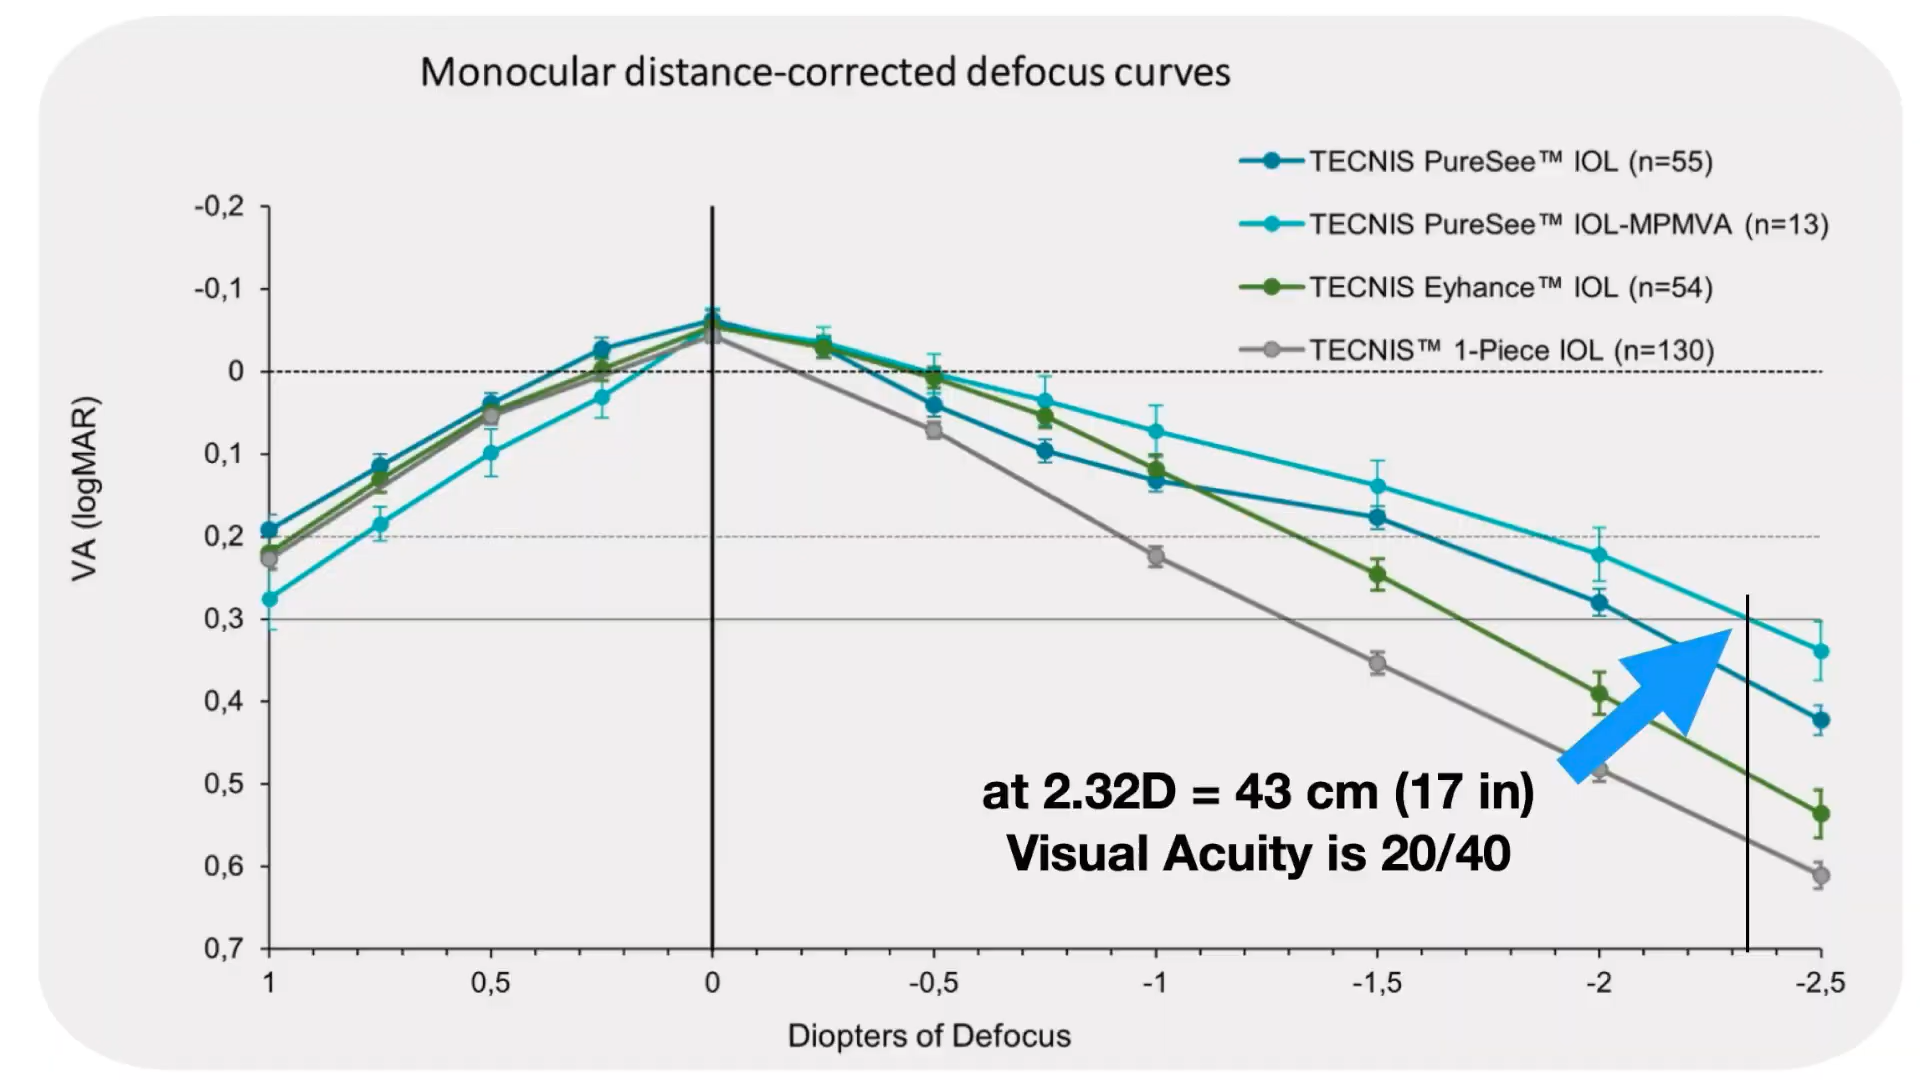 Monocular distance-corrected defocus curves
TECNIS PureSee™ IOL (n=55)
TECNIS PureSee™ IOL-MPMVA (n=13)
TECNIS Eyhance™ IOL (n=54)
TECNIS™ 1-Piece IOL (n=130)
VA (logMAR)
-0,2
-0,1
0
0,1
0,2
0,3
0,4
0,5
0,6
0,7
at 2.32D = 43 cm (17 in)
Visual Acuity is 20/40
1 0,5 0 -0,5 -1 -1,5 -2 -2,5
Diopters of Defocus